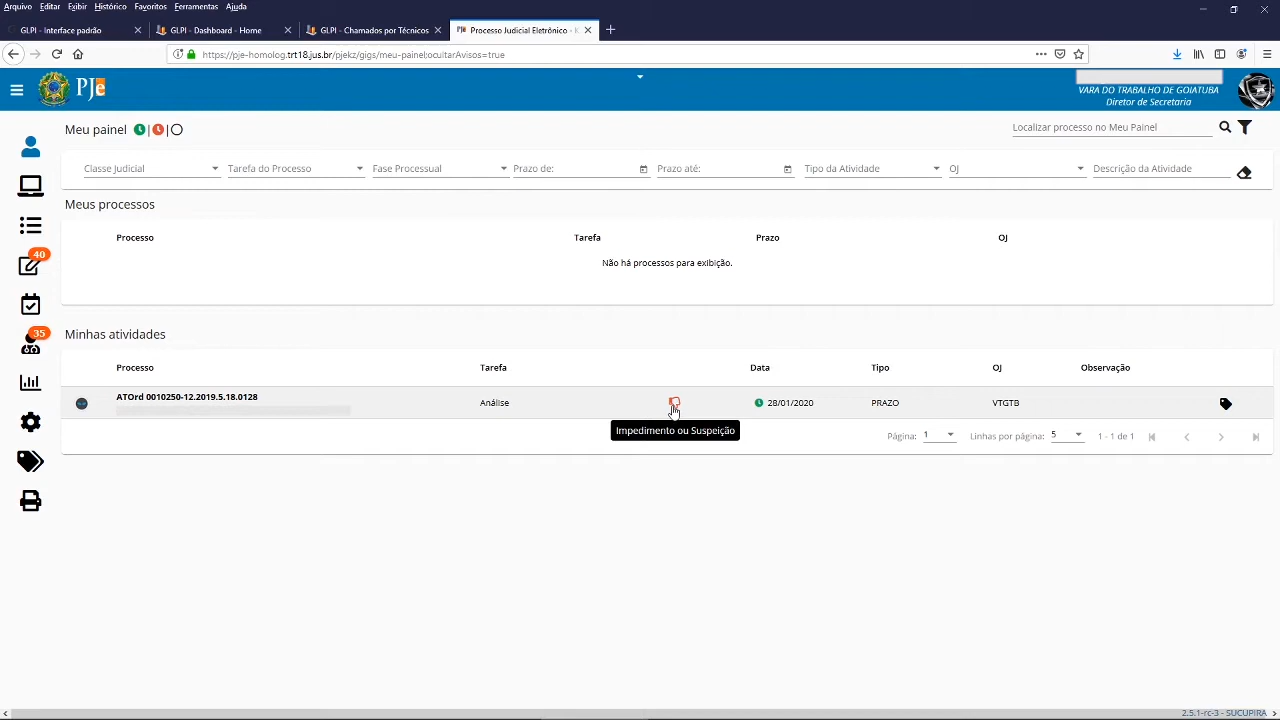 Arquivo Editar Exibir Histórico Favoritos Ferramentas Ajuda
GLPI - Interface padrão GLPI - Dashboard - Home GLPI - Chamados por Técnicos Processo Judicial Eletrônico -
https://pje-homolog.trt18.jus.br/pjekz/gigs/meu-painel;ocultarAvisos=true
PJe
VARA DO TRABALHO DE GOIATUBA
Diretor de Secretaria
Meu painel | |
Localizar processo no Meu Painel
Classe Judicial Tarefa do Processo Fase Processual Prazo de: Prazo até: Tipo da Atividade OJ Descrição da Atividade
Meus processos
Processo Tarefa Prazo OJ
Não há processos para exibição.
40
35
Minhas atividades
Processo Tarefa Data Tipo OJ Observação
ATOrd 0010250-12.2019.5.18.0128
Análise 28/01/2020 PRAZO VTGTB
Impedimento ou Suspeição
Página: 1 Linhas por página: 5 1 - 1 de 1
2.5.1-rc-3 - SUCUPIRA